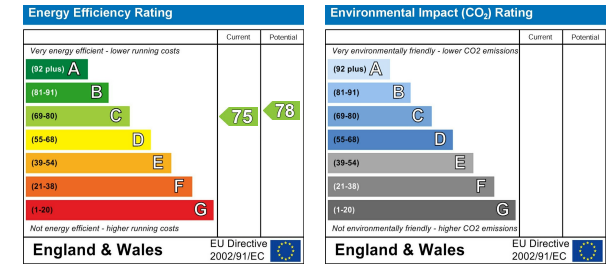 Energy Efficiency Rating
Current Potential
Very energy efficient - lower running costs
(92 plus) A
(81-91) B
(69-80) C
75 78
(55-68) D
(39-54) E
(21-38) F
(1-20) G
Not energy efficient - higher running costs
England & Wales
EU Directive
2002/91/EC
Environmental Impact (CO2) Rating
Current Potential
Very environmentally friendly - lower CO2 emissions
(92 plus) A
(81-91) B
(69-80) C
(55-68) D
(39-54) E
(21-38) F
(1-20) G
Not environmentally friendly - higher CO2 emissions
England & Wales
EU Directive
2002/91/EC